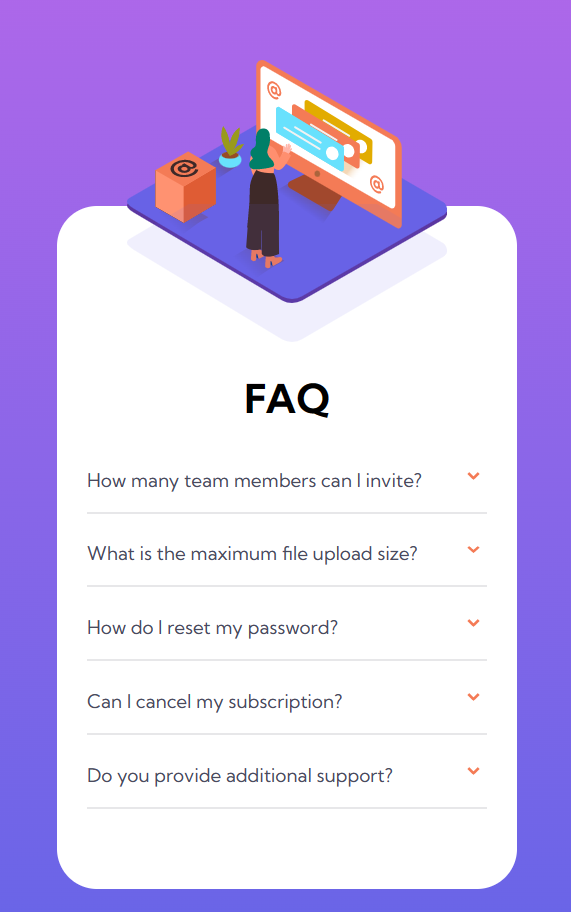 @
@
@
FAQ
How many team members can I invite?
What is the maximum file upload size?
How do I reset my password?
Can I cancel my subscription?
Do you provide additional support?